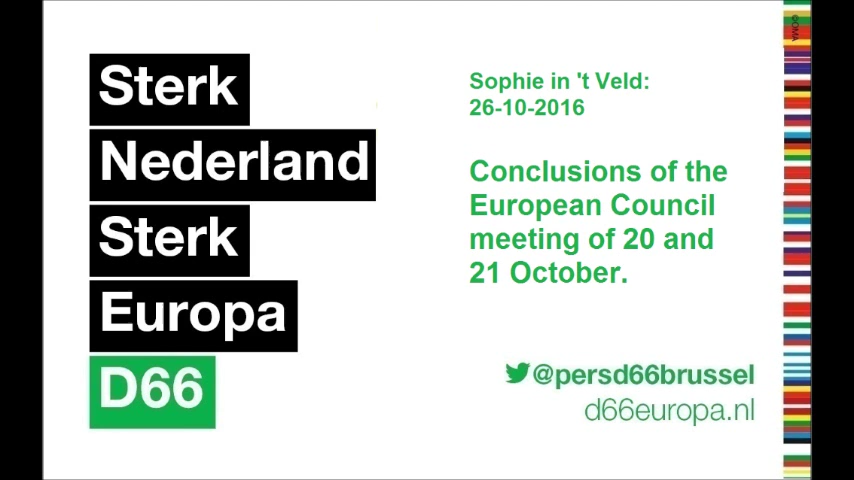 Sterk
Nederland
Sterk
Europa
D66
Sophie in 't Veld:
26-10-2016
Conclusions of the
European Council
meeting of 20 and
21 October.
@persd66brussel
d66europa.nl
©OMA